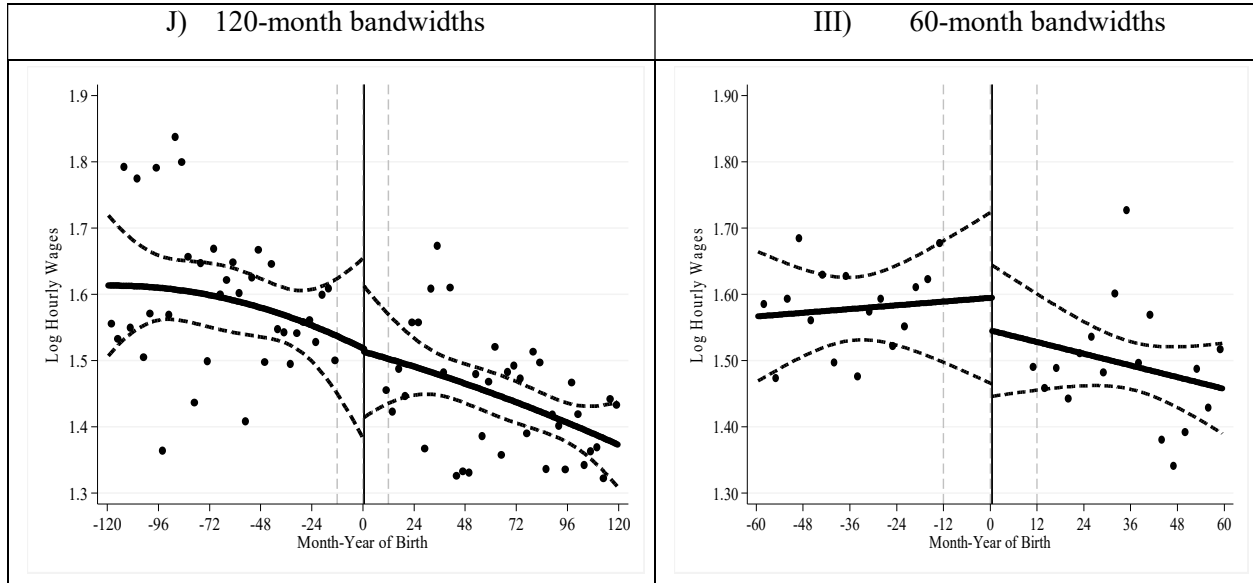 J) 120-month bandwidths
III) 60-month bandwidths
Log Hourly Wages
1.9
1.8
1.7
1.6
1.5
1.4
1.3
-120 -96 -72 -48 -24 0 24 48 72 96 120
Month-Year of Birth
Log Hourly Wages
1.90
1.80
1.70
1.60
1.50
1.40
1.30
-60 -48 -36 -24 -12 0 12 24 36 48 60
Month-Year of Birth